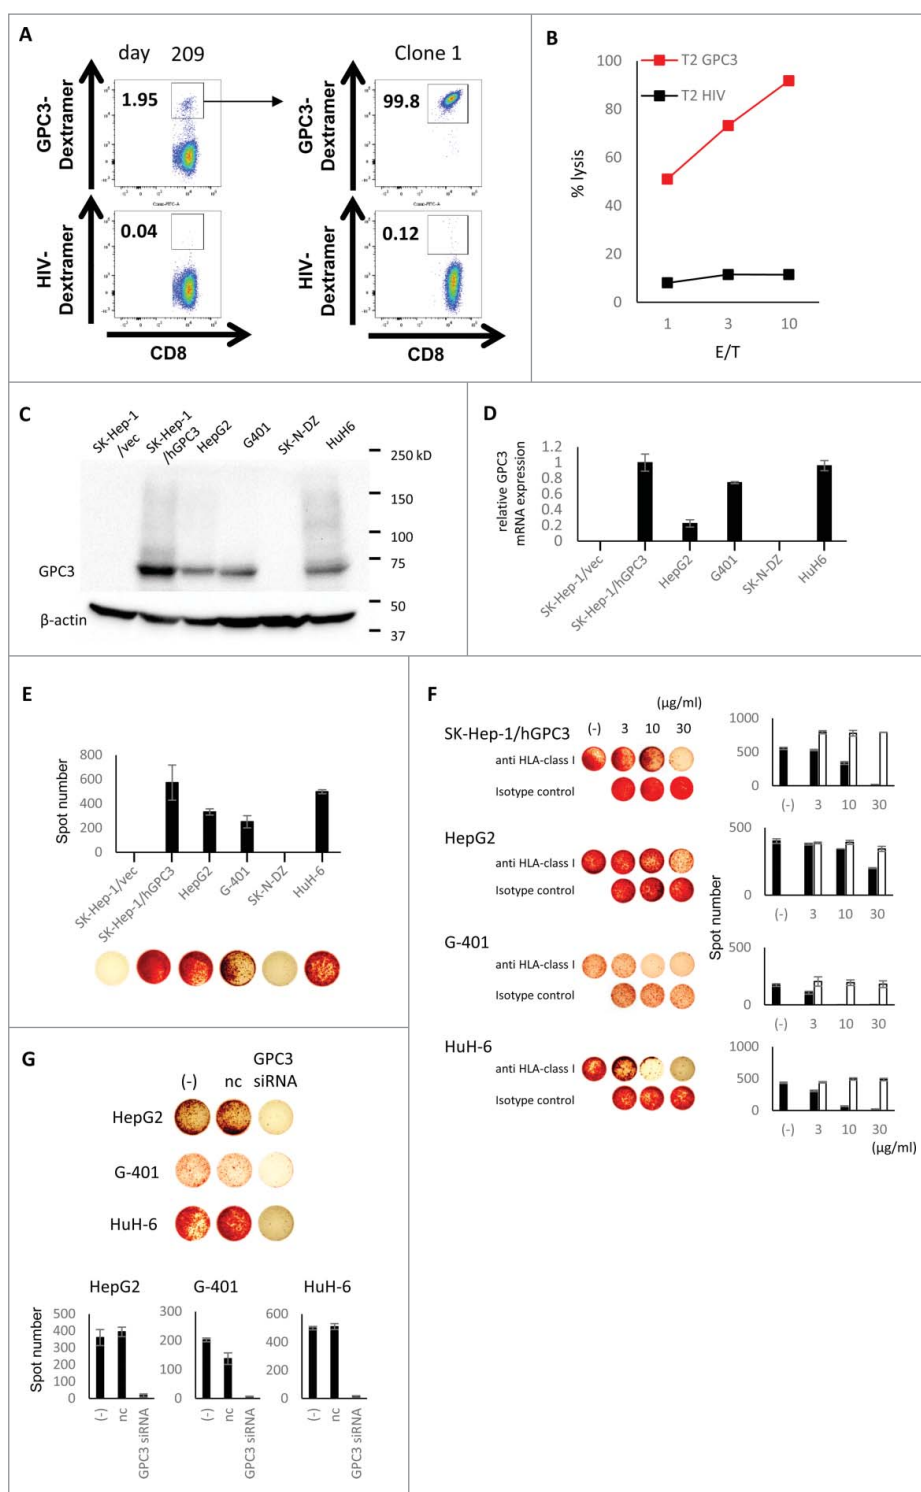 A
day 209
Clone 1
GPC3-
Dextramer
1.95
99.8
Comp-FITC-A
HIV-
Dextramer
0.04
HIV-
Dextramer
0.12
GPC3-
Dextramer
CD8
CD8
B
T2 GPC3
T2 HIV
% lysis
100
80
60
40
20
0
1 3 10
E/T
C
SK-Hep-1
/vec
SK-Hep-1
/hGPC3
HepG2
G401
SK-N-DZ
HuH6
250 kD
150
100
75
50
37
GPC3
β-actin
D
relative GPC3
mRNA expression
1.2
1
0.8
0.6
0.4
0.2
0
SK-Hep-1/vec
SK-Hep-1/hGPC3
HepG2
G401
SK-N-DZ
HuH6
E
Spot number
800
600
400
200
0
SK-Hep-1/vec
SK-Hep-1/hGPC3
HepG2
G-401
SK-N-DZ
HuH-6
F
(μg/ml)
SK-Hep-1/hGPC3 (-) 3 10 30
anti HLA-class I
Isotype control
1000
500
0
(-) 3 10 30
HepG2
anti HLA-class I
Isotype control
500
0
(-) 3 10 30
Spot number
G-401
anti HLA-class I
Isotype control
500
0
(-) 3 10 30
HuH-6
anti HLA-class I
Isotype control
1000
500
0
(-) 3 10 30
(μg/ml)
G
(-) nc GPC3
siRNA
HepG2
G-401
HuH-6
HepG2 G-401 HuH-6
Spot number
500
400
300
200
100
0
(-)
nc
GPC3 siRNA
300
200
100
0
(-)
nc
GPC3 siRNA
600
400
200
0
(-)
nc
GPC3 siRNA